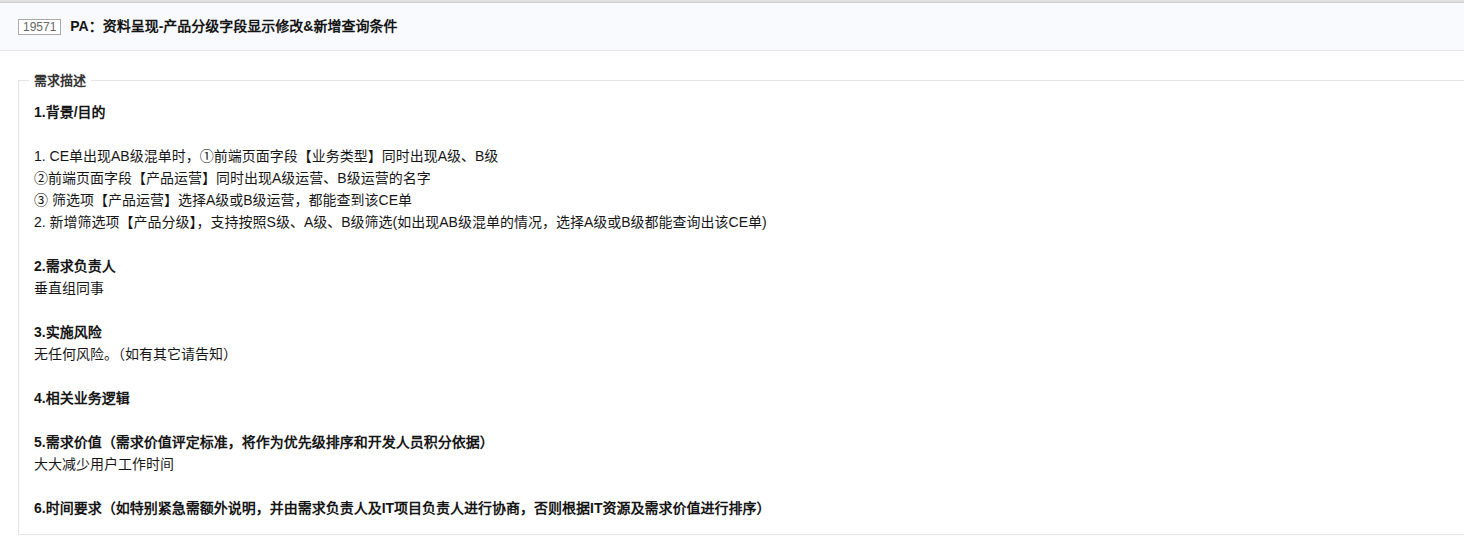 19571 PA：资料呈现-产品分级字段显示修改&新增查询条件
需求描述
1.背景/目的
1. CE单出现AB级混单时，①前端页面字段【业务类型】同时出现A级、B级
②前端页面字段【产品运营】同时出现A级运营、B级运营的名字
③ 筛选项【产品运营】选择A级或B级运营，都能查到该CE单
2. 新增筛选项【产品分级】，支持按照S级、A级、B级筛选(如出现AB级混单的情况，选择A级或B级都能查询出该CE单)
2.需求负责人
垂直组同事
3.实施风险
无任何风险。（如有其它请告知）
4.相关业务逻辑
5.需求价值（需求价值评定标准，将作为优先级排序和开发人员积分依据）
大大减少用户工作时间
6.时间要求（如特别紧急需额外说明，并由需求负责人及IT项目负责人进行协商，否则根据IT资源及需求价值进行排序）